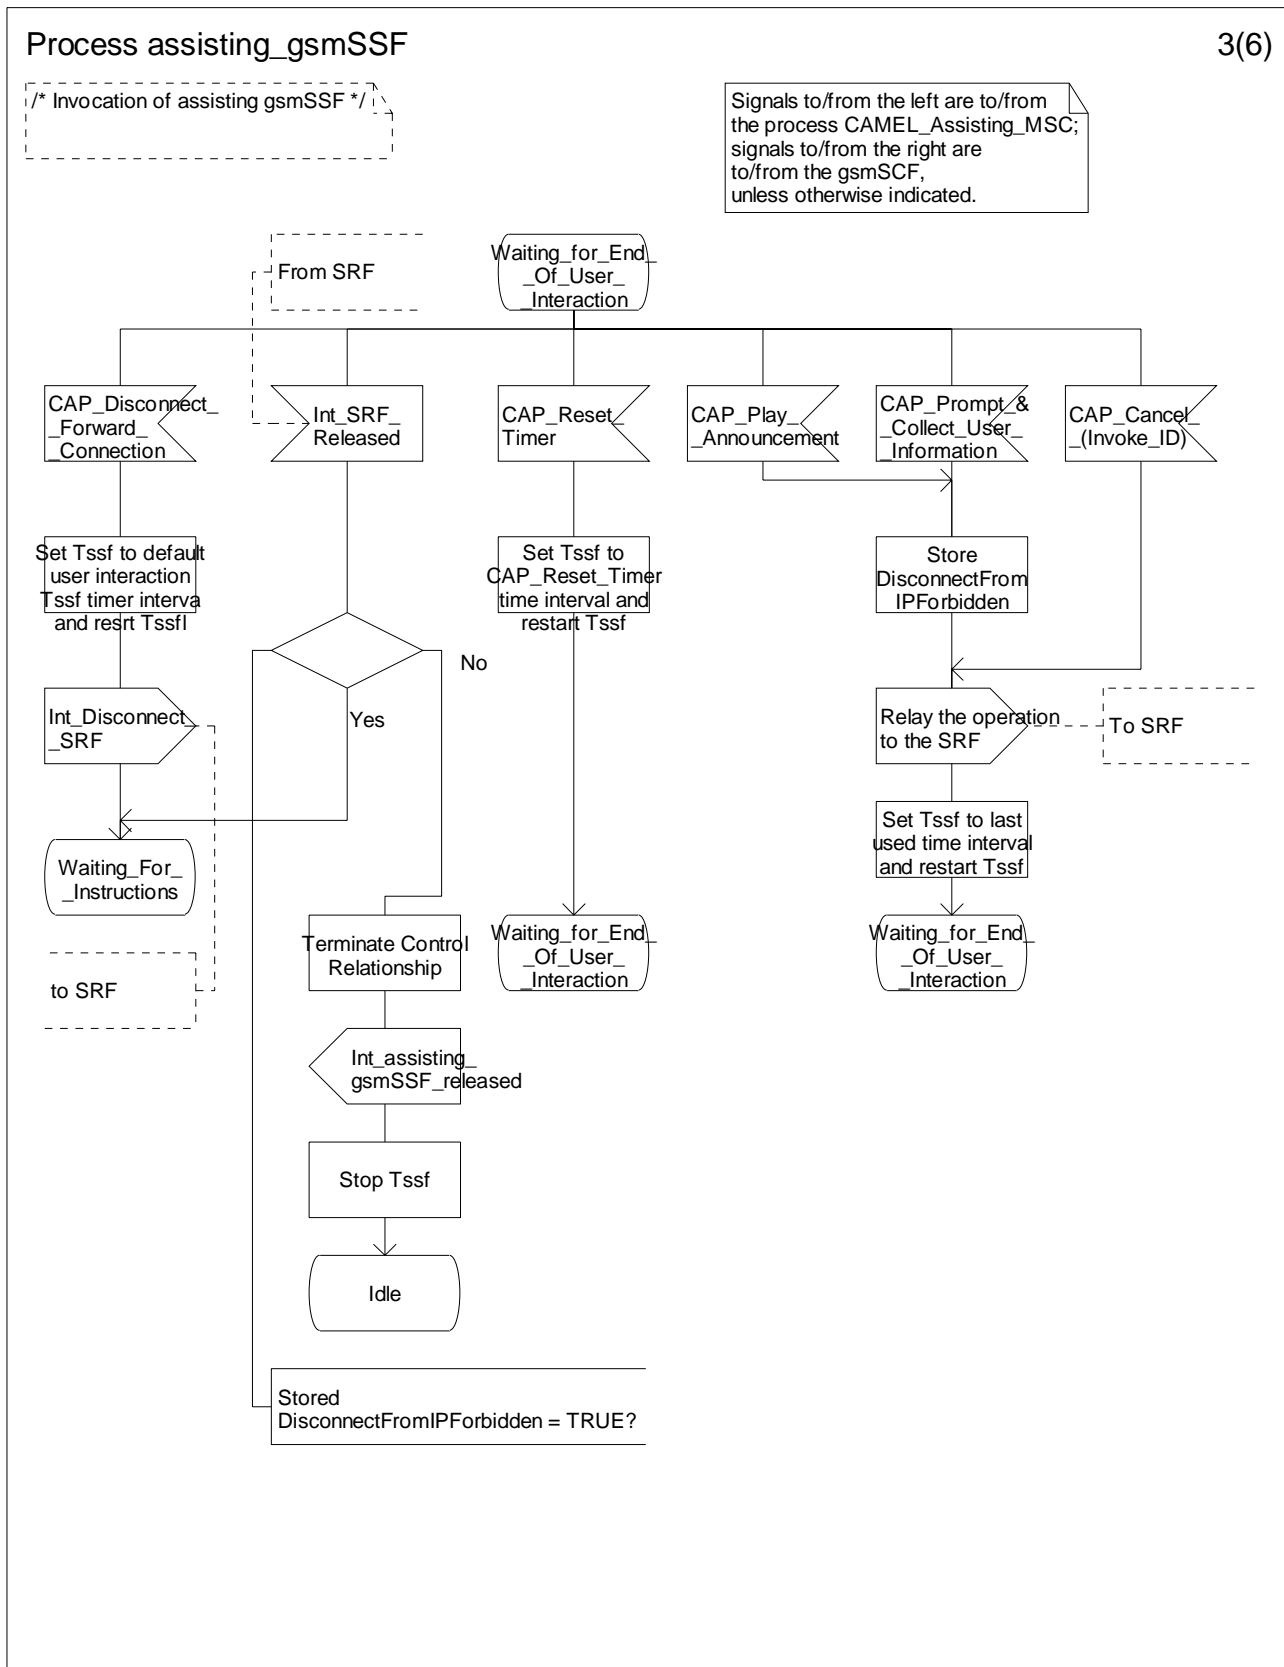 Process assisting_gsmSSF
3(6)
/* Invocation of assisting gsmSSF */
Signals to/from the left are to/from
the process CAMEL_Assisting_MSC;
signals to/from the right are
to/from the gsmSCF,
unless otherwise indicated.
From SRF
Waiting_for_End_
_Of_User_
_Interaction
CAP_Disconnect_
_Forward_
_Connection
Int_SRF_
Released
CAP_Reset_
Timer
CAP_Play_
_Announcement
CAP_Prompt_&
_Collect_User_
_Information
CAP_Cancel_
_(Invoke_ID)
Set Tssf to default
user interaction
Tssf timer interva
and resrt Tssfl
Set Tssf to
CAP_Reset_Timer
time interval and
restart Tssf
Store
DisconnectFrom
IPForbidden
No
Yes
Int_Disconnect_
_SRF
Relay the operation
to the SRF
To SRF
Set Tssf to last
used time interval
and restart Tssf
Waiting_For_
_Instructions
Terminate Control
Relationship
Waiting_for_End_
_Of_User_
_Interaction
Waiting_for_End_
_Of_User_
_Interaction
to SRF
Int_assisting_
gsmSSF_released
Stop Tssf
Idle
Stored
DisconnectFromIPForbidden = TRUE?